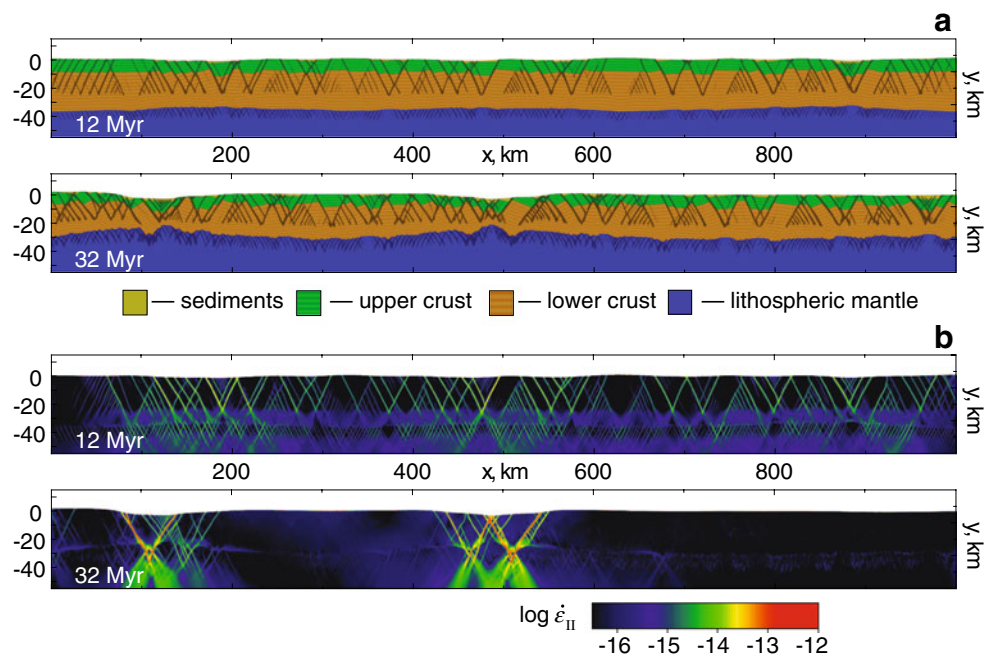 a
0
-20
-40
12 Myr
y, km
200 400 x, km 600 800
0
-20
-40
32 Myr
y, km
— sediments — upper crust — lower crust — lithospheric mantle
b
0
-20
-40
12 Myr
y, km
200 400 x, km 600 800
0
-20
-40
32 Myr
y, km
log ε̇II
-16 -15 -14 -13 -12